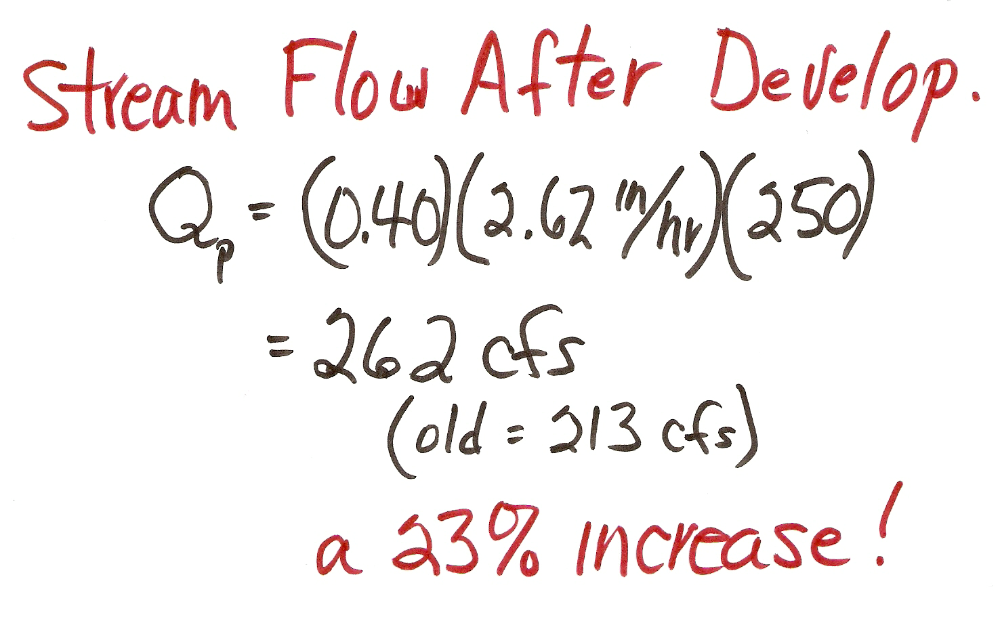 Stream Flow After Develop.
Qp = (0.40)(2.62 in/hr)(250)
= 262 cfs
(old = 213 cfs)
a 23% increase!